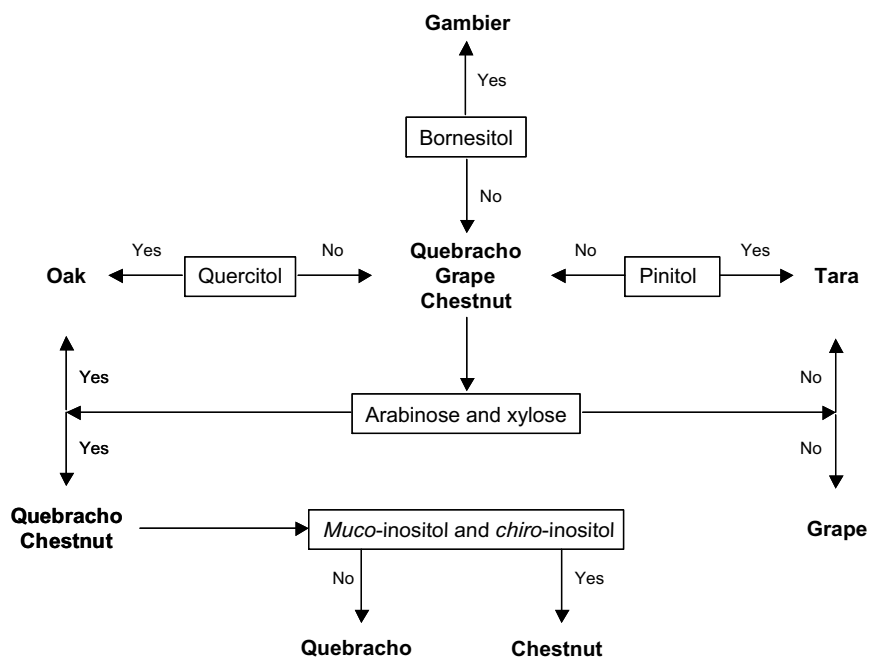 Gambier
Yes
Bornesitol
No
Yes
No
Quebracho
Grape
Chestnut
No
Yes
Oak
Quercitol
Pinitol
Tara
Yes
No
Arabinose and xylose
Yes
No
Quebracho
Chestnut
Muco-inositol and chiro-inositol
Grape
No
Yes
Quebracho
Chestnut